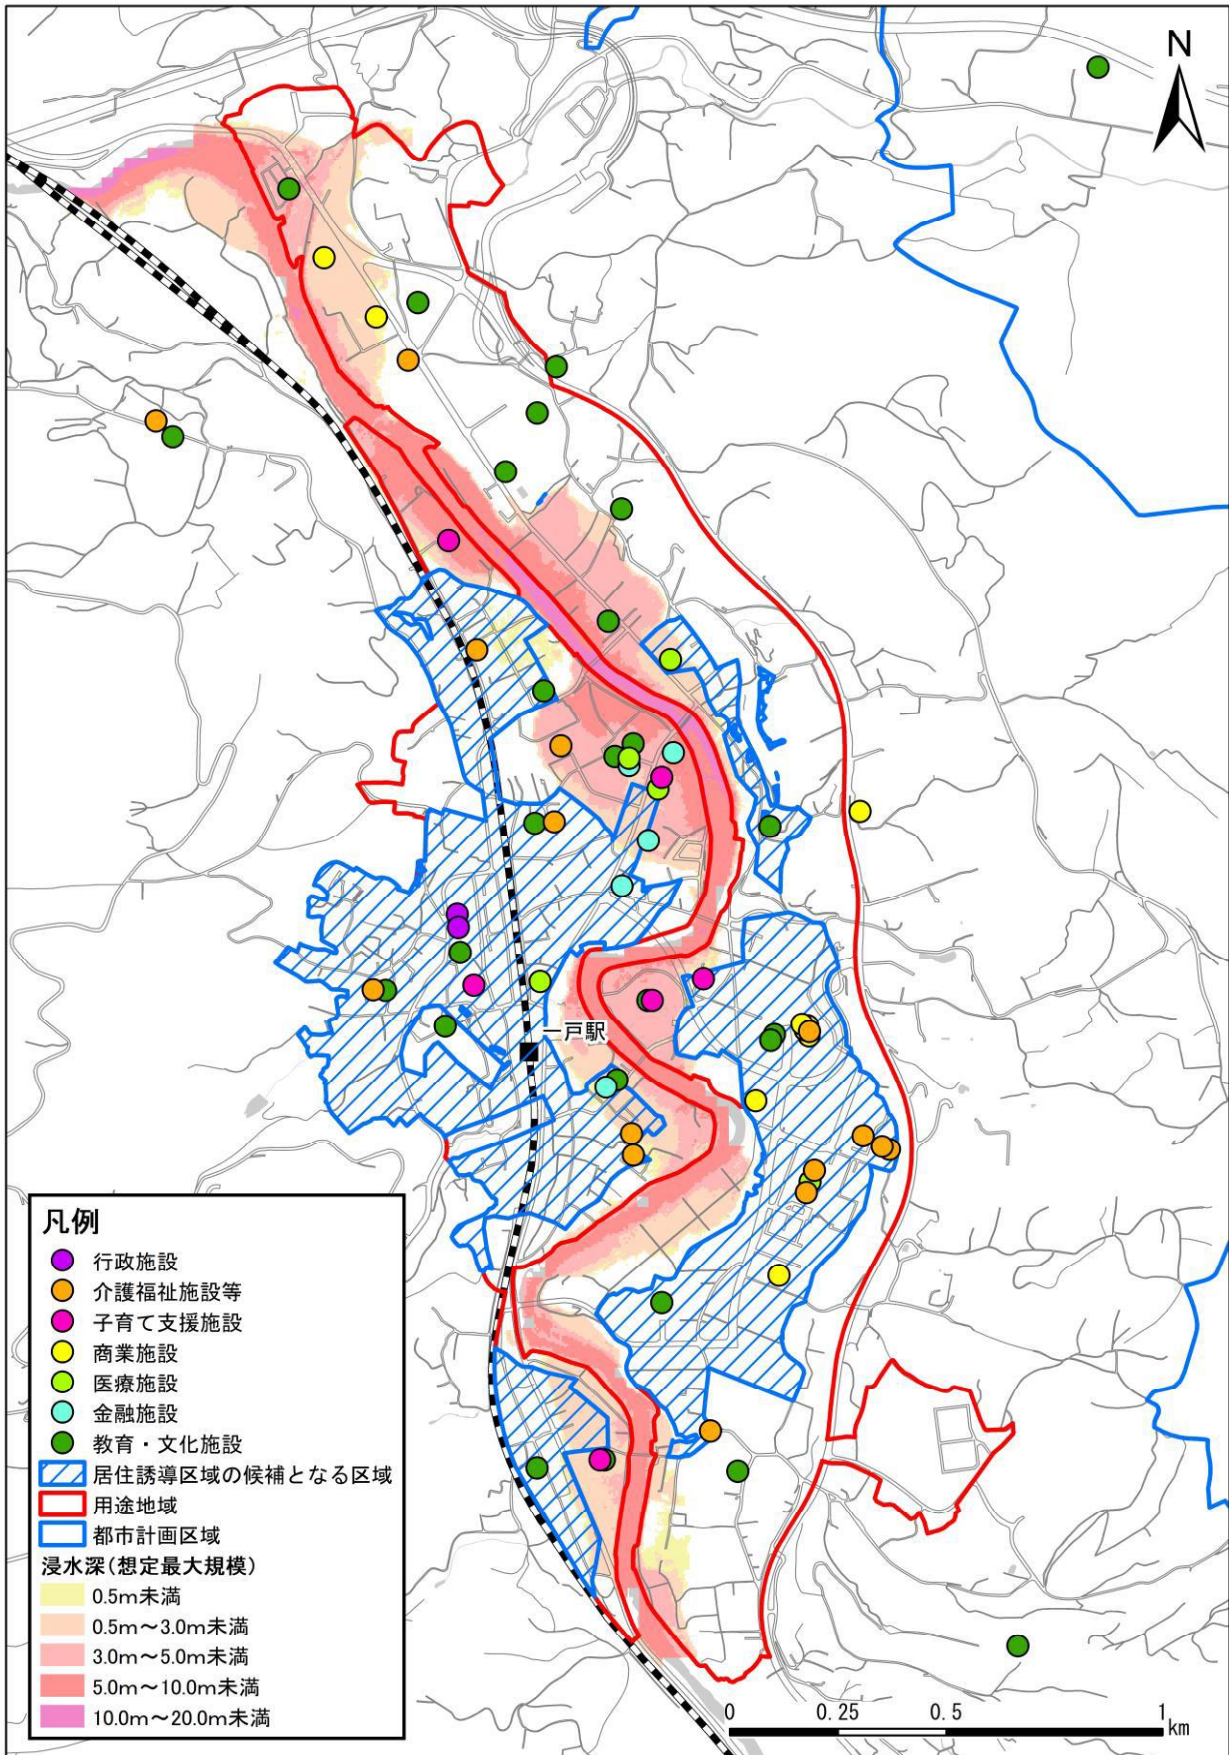 N
一戸駅
凡例
行政施設
介護福祉施設等
子育て支援施設
商業施設
医療施設
金融施設
教育・文化施設
居住誘導区域の候補となる区域
用途地域
都市計画区域
浸水深(想定最大規模)
0.5m未満
0.5m～3.0m未満
3.0m～5.0m未満
5.0m～10.0m未満
10.0m～20.0m未満
0 0.25 0.5 1
km